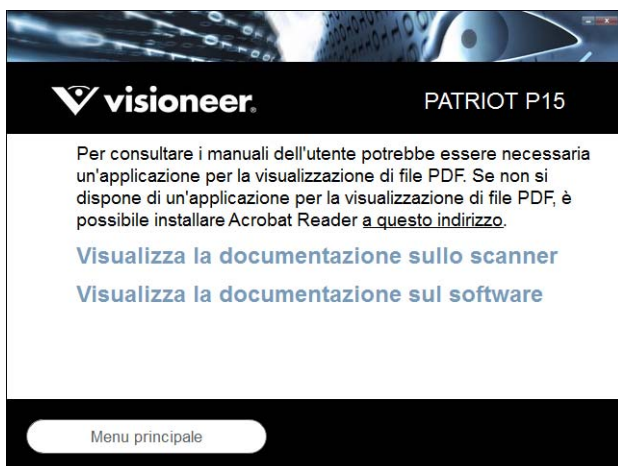 visioneer®
PATRIOT P15
Per consultare i manuali dell'utente potrebbe essere necessaria
un'applicazione per la visualizzazione di file PDF. Se non si
dispone di un'applicazione per la visualizzazione di file PDF, è
possibile installare Acrobat Reader a questo indirizzo.
Visualizza la documentazione sullo scanner
Visualizza la documentazione sul software
Menu principale